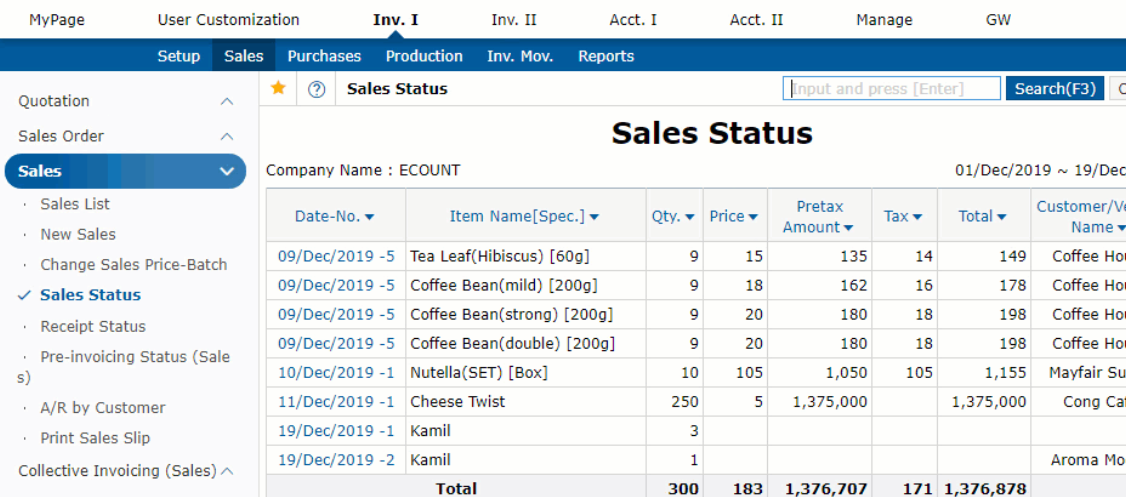 MyPage User Customization Inv. I Inv. II Acct. I Acct. II Manage GW
Setup Sales Purchases Production Inv. Mov. Reports
Sales Status Input and press [Enter] Search(F3)
Quotation
Sales Order
Sales
· Sales List
· New Sales
· Change Sales Price-Batch
Sales Status
· Receipt Status
· Pre-invoicing Status (Sale
s)
· A/R by Customer
· Print Sales Slip
Collective Invoicing (Sales)
Sales Status
Company Name : ECOUNT 01/Dec/2019 ~ 19/Dec
Date-No. Item Name[Spec.] Qty. Price Pretax Amount Tax Total Customer/Ve Name
09/Dec/2019 -5 Tea Leaf(Hibiscus) [60g] 9 15 135 14 149 Coffee Hou
09/Dec/2019 -5 Coffee Bean(mild) [200g] 9 18 162 16 178 Coffee Hou
09/Dec/2019 -5 Coffee Bean(strong) [200g] 9 20 180 18 198 Coffee Hou
09/Dec/2019 -5 Coffee Bean(double) [200g] 9 20 180 18 198 Coffee Hou
10/Dec/2019 -1 Nutella(SET) [Box] 10 105 1,050 105 1,155 Mayfair Su
11/Dec/2019 -1 Cheese Twist 250 5 1,375,000 1,375,000 Cong Caf
19/Dec/2019 -1 Kamil 3
19/Dec/2019 -2 Kamil 1 Aroma Mo
Total 300 183 1,376,707 171 1,376,878